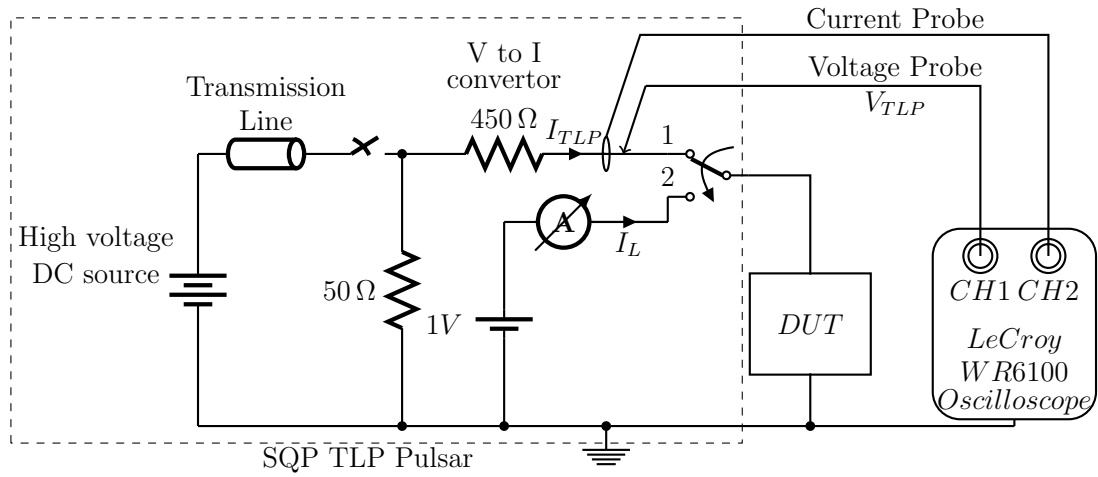 Current Probe
Voltage Probe
V_TLP
V to I
convertor
450 Ω
I_TLP
1
2
Transmission
Line
High voltage
DC source
50 Ω
1V
A
I_L
DUT
CH1 CH2
LeCroy
WR6100
Oscilloscope
SQP TLP Pulsar